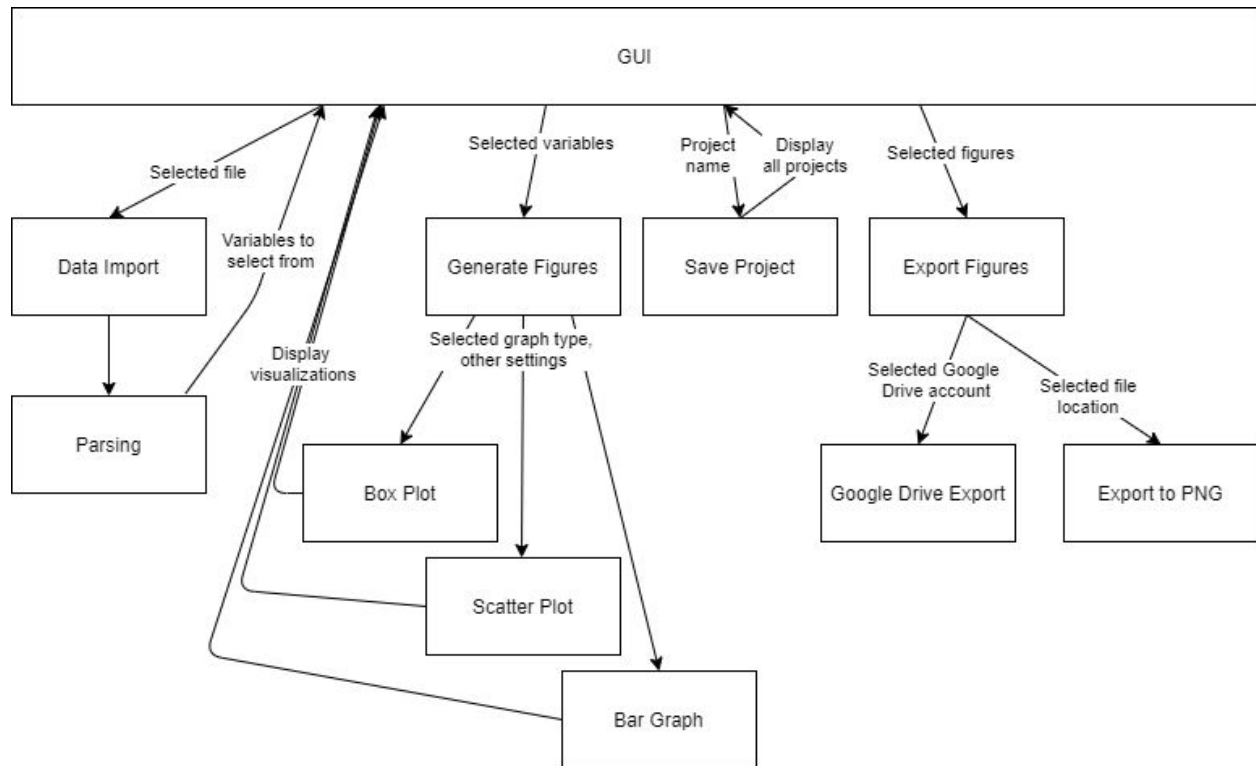 GUI
Selected file
Selected variables
Project
name
Display
all projects
Selected figures
Data Import
Variables to
select from
Generate Figures
Save Project
Export Figures
Display
visualizations
Selected graph type,
other settings
Selected Google
Drive account
Selected file
location
Parsing
Box Plot
Google Drive Export
Export to PNG
Scatter Plot
Bar Graph